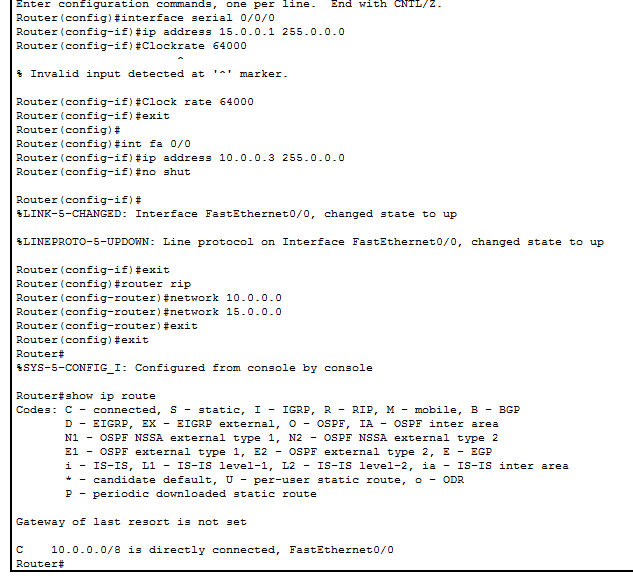 Enter configuration commands, one per line.  End with CNTL/Z.
Router(config)#interface serial 0/0/0
Router(config-if)#ip address 15.0.0.1 255.0.0.0
Router(config-if)#Clockrate 64000
^
% Invalid input detected at '^' marker.
Router(config-if)#Clock rate 64000
Router(config-if)#exit
Router(config)#
Router(config)#int fa 0/0
Router(config-if)#ip address 10.0.0.3 255.0.0.0
Router(config-if)#no shut
Router(config-if)#
%LINK-5-CHANGED: Interface FastEthernet0/0, changed state to up
%LINEPROTO-5-UPDOWN: Line protocol on Interface FastEthernet0/0, changed state to up
Router(config-if)#exit
Router(config)#router rip
Router(config-router)#network 10.0.0.0
Router(config-router)#network 15.0.0.0
Router(config-router)#exit
Router(config)#exit
Router#
%SYS-5-CONFIG_I: Configured from console by console
Router#show ip route
Codes: C - connected, S - static, I - IGRP, R - RIP, M - mobile, B - BGP
D - EIGRP, EX - EIGRP external, O - OSPF, IA - OSPF inter area
N1 - OSPF NSSA external type 1, N2 - OSPF NSSA external type 2
E1 - OSPF external type 1, E2 - OSPF external type 2, E - EGP
i - IS-IS, L1 - IS-IS level-1, L2 - IS-IS level-2, ia - IS-IS inter area
* - candidate default, U - per-user static route, o - ODR
P - periodic downloaded static route
Gateway of last resort is not set
C    10.0.0.0/8 is directly connected, FastEthernet0/0
Router#